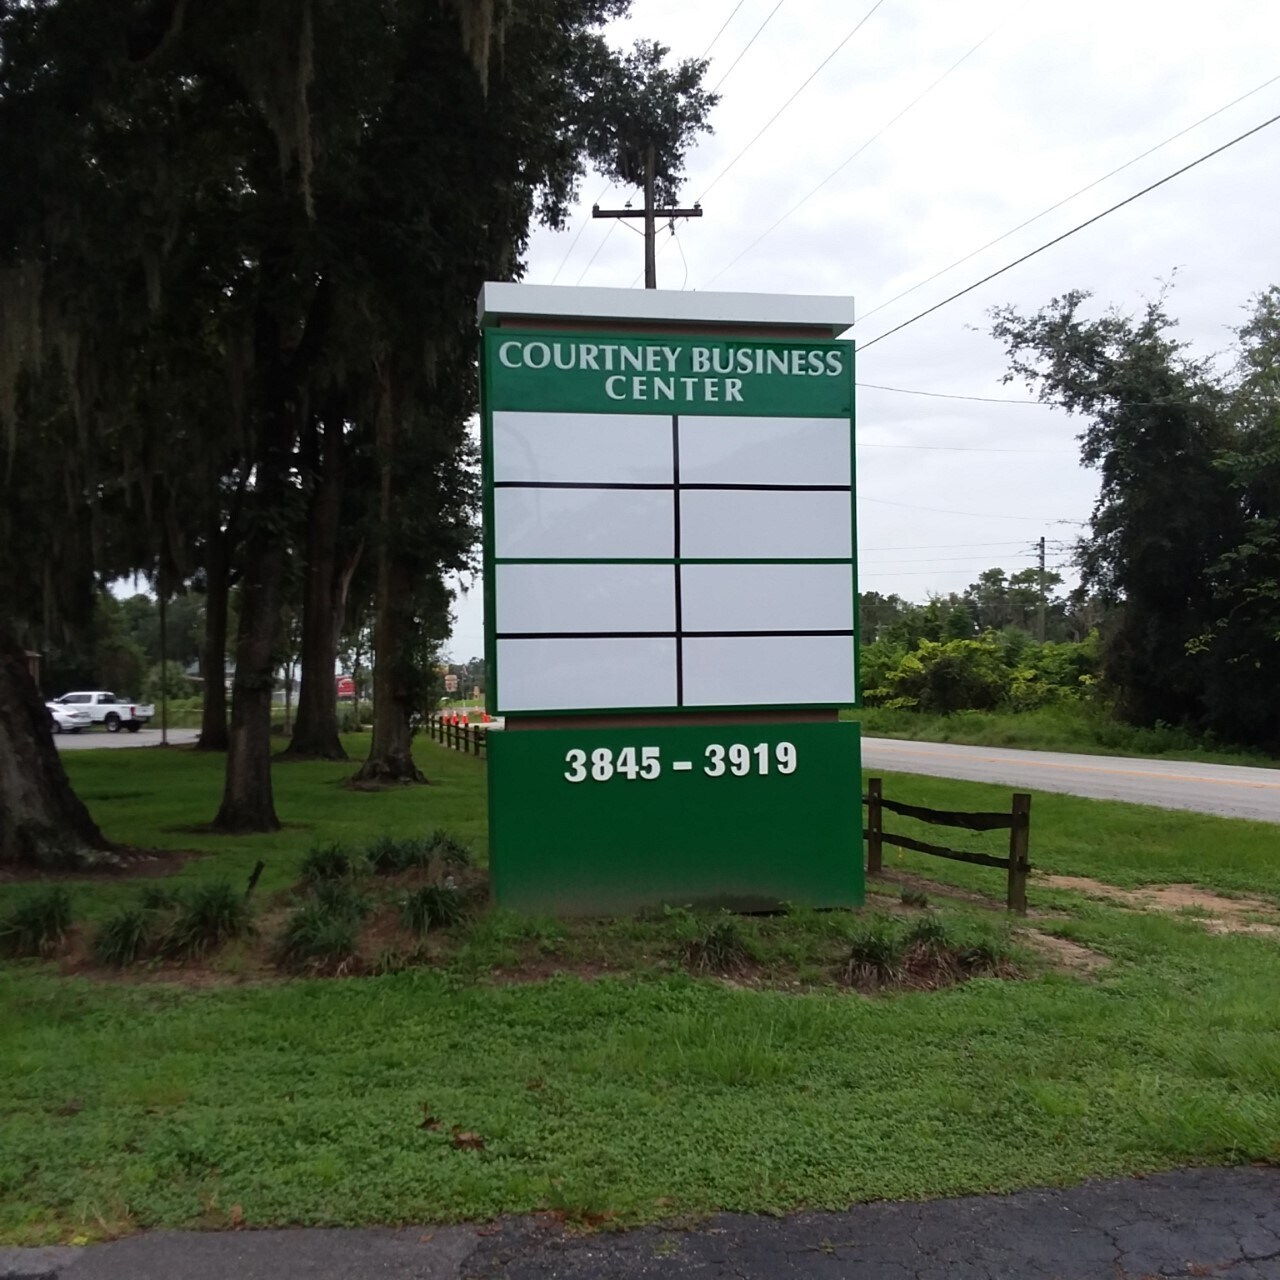 COURTNEY BUSINESS
CENTER
3845 - 3919